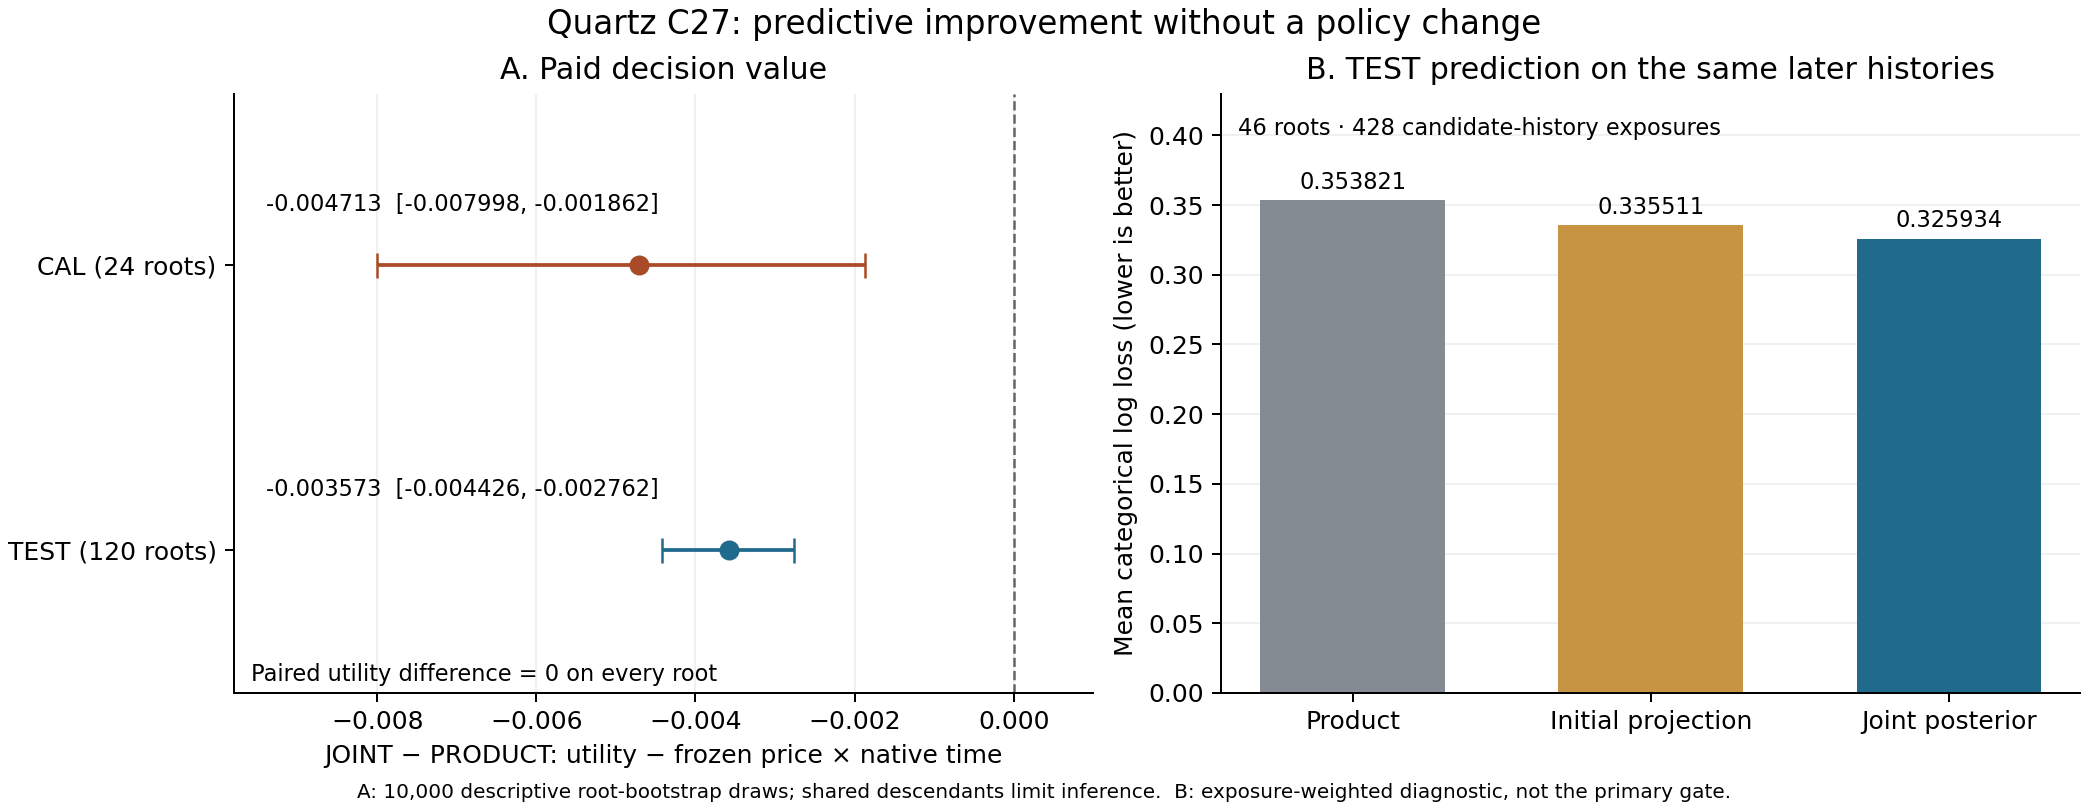 Quartz C27: predictive improvement without a policy change
A. Paid decision value
-0.004713  [-0.007998, -0.001862]
CAL (24 roots)
-0.003573  [-0.004426, -0.002762]
TEST (120 roots)
Paired utility difference = 0 on every root
−0.008
−0.006
−0.004
−0.002
0.000
JOINT − PRODUCT: utility − frozen price × native time
B. TEST prediction on the same later histories
46 roots · 428 candidate-history exposures
Mean categorical log loss (lower is better)
0.40
0.35
0.30
0.25
0.20
0.15
0.10
0.05
0.00
0.353821
0.335511
0.325934
Product
Initial projection
Joint posterior
A: 10,000 descriptive root-bootstrap draws; shared descendants limit inference.  B: exposure-weighted diagnostic, not the primary gate.